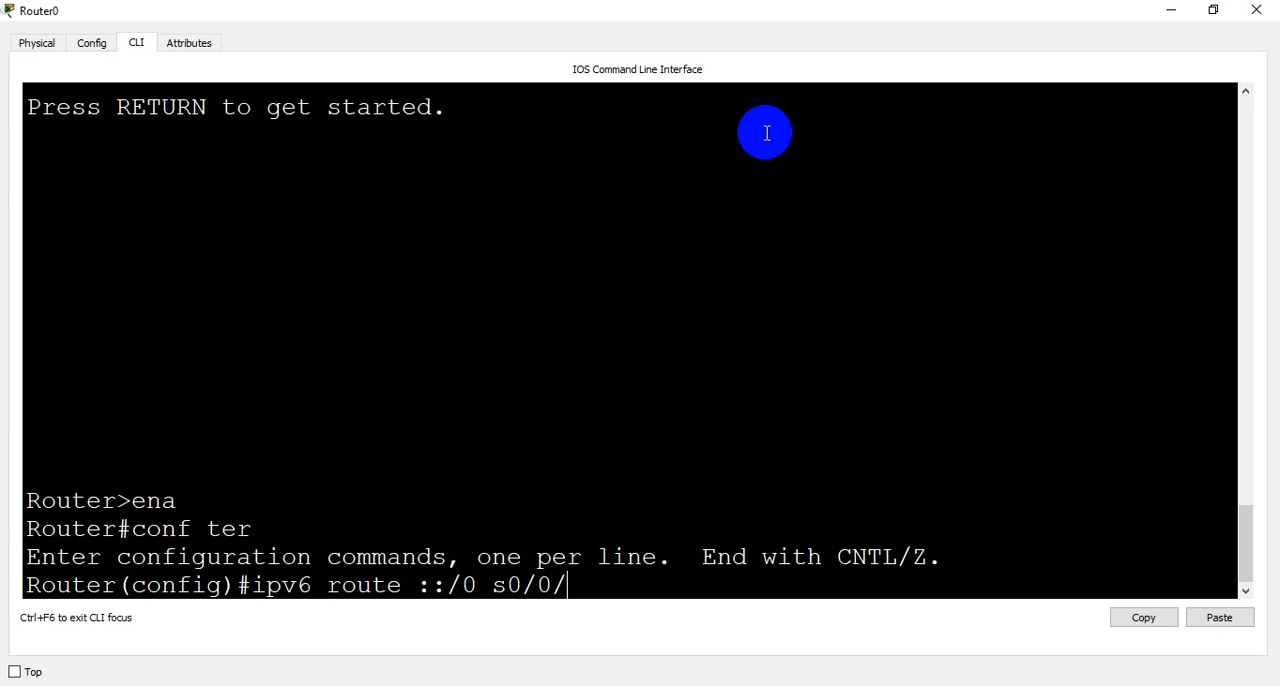 Router0
Physical Config CLI Attributes
IOS Command Line Interface
Press RETURN to get started.
Router>ena
Router#conf ter
Enter configuration commands, one per line.  End with CNTL/Z.
Router(config)#ipv6 route ::/0 s0/0/
Ctrl+F6 to exit CLI focus
Copy Paste
Top